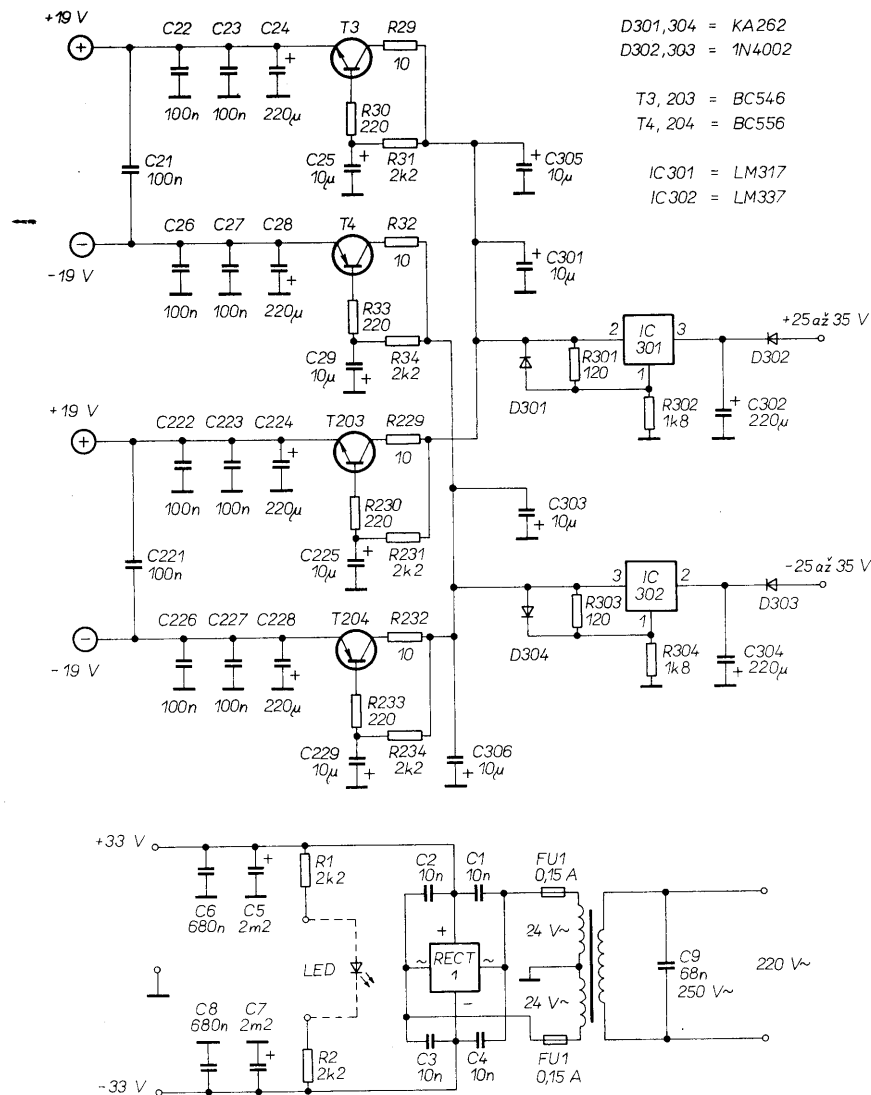 +19 V
C22 C23 C24 T3 R29
100n 100n 220µ 10
R30
220
C21
100n
C25
10µ
R31
2k2
C305
10µ
D301,304 = KA262
D302,303 = 1N4002
T3, 203 = BC546
T4, 204 = BC556
IC301 = LM317
IC302 = LM337
-19 V
C26 C27 C28 T4 R32
100n 100n 220µ 10
R33
220
C29
10µ
R34
2k2
C301
10µ
2 IC 301 3
1
+25 až 35 V
D302
D301
R301
120
R302
1k8
C302
220µ
+19 V
C222 C223 C224 T203 R229
100n 100n 220µ 10
R230
220
C221
100n
C225
10µ
R231
2k2
C303
10µ
-19 V
C226 C227 C228 T204 R232
100n 100n 220µ 10
R233
220
C229
10µ
R234
2k2
C306
10µ
3 IC 302 2
1
-25 až 35 V
D303
D304
R303
120
R304
1k8
C304
220µ
+33 V
C6
680n
C5
2m2
R1
2k2
LED
C8
680n
C7
2m2
R2
2k2
-33 V
C2
10n
C1
10n
+
~ RECT 1 ~
−
C3
10n
C4
10n
FU1
0,15 A
24 V~
24 V~
FU1
0,15 A
C9
68n
250 V~
220 V~